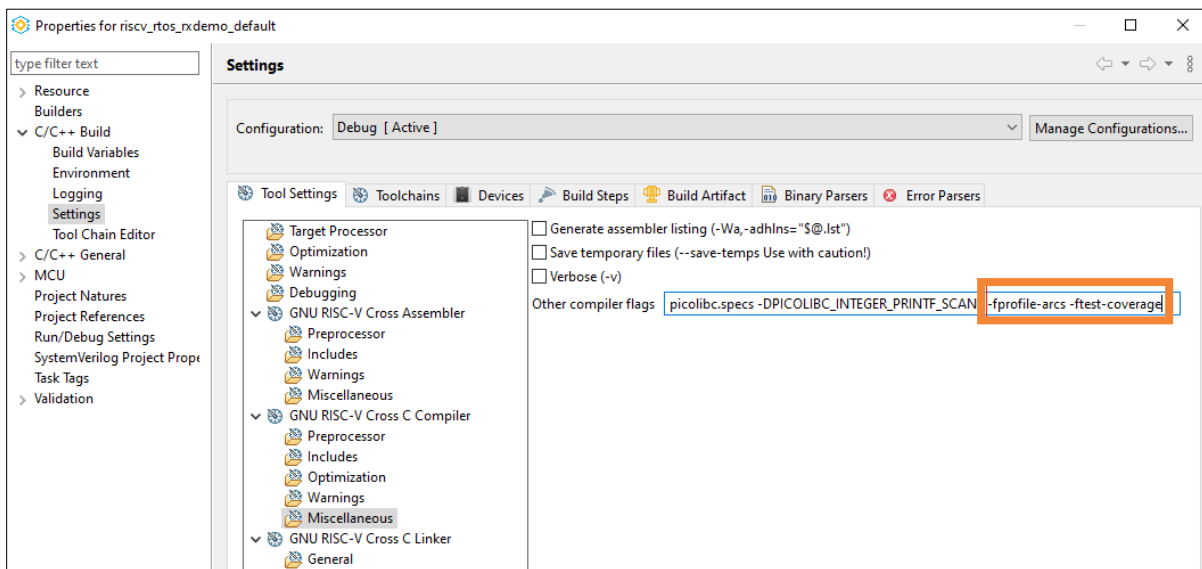 Properties for riscv_rtos_rxdemo_default
type filter text
Resource
Builders
C/C++ Build
Build Variables
Environment
Logging
Settings
Tool Chain Editor
C/C++ General
MCU
Project Natures
Project References
Run/Debug Settings
SystemVerilog Project Prope
Task Tags
Validation
Settings
Configuration: Debug [ Active ]
Manage Configurations...
Tool Settings Toolchains Devices Build Steps Build Artifact Binary Parsers Error Parsers
Target Processor
Optimization
Warnings
Debugging
GNU RISC-V Cross Assembler
Preprocessor
Includes
Warnings
Miscellaneous
GNU RISC-V Cross C Compiler
Preprocessor
Includes
Optimization
Warnings
Miscellaneous
GNU RISC-V Cross C Linker
General
Generate assembler listing (-Wa,-adhlns="$@.lst")
Save temporary files (--save-temps Use with caution!)
Verbose (-v)
Other compiler flags picolibc.specs -DPICOLIBC_INTEGER_PRINTF_SCAN -fprofile-arcs -ftest-coverage